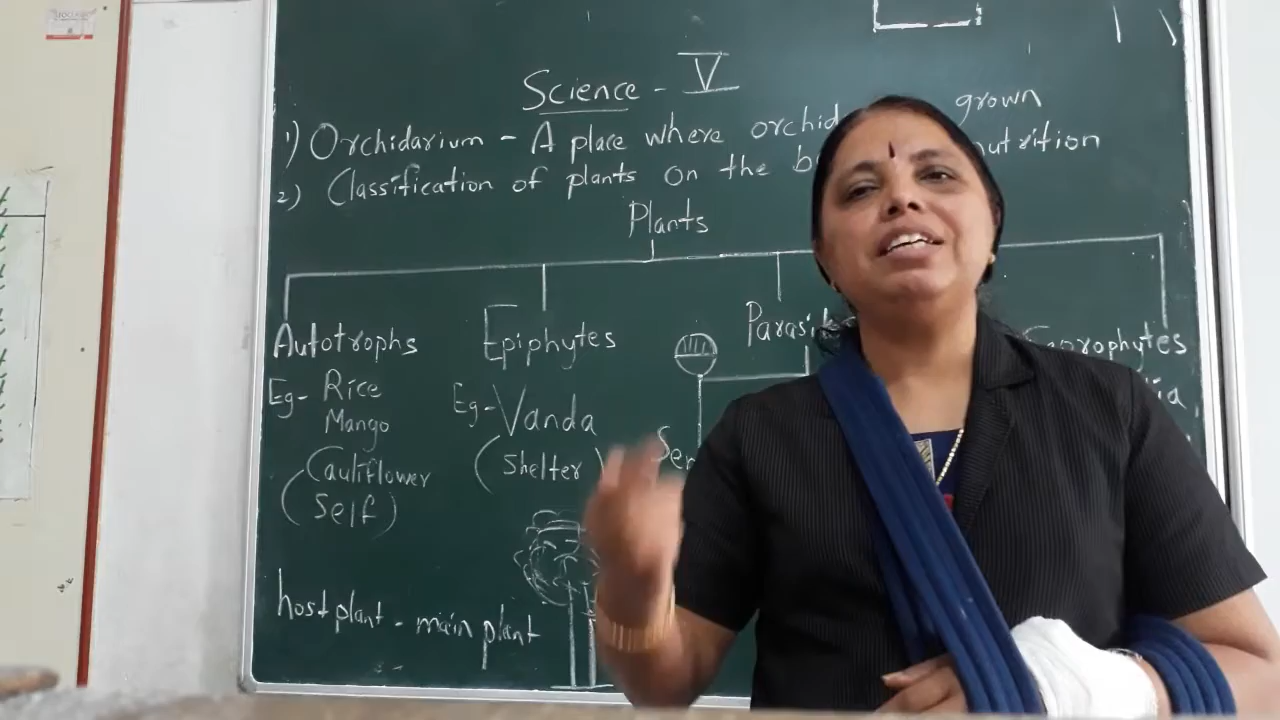 Science - V
1) Orchidarium - A place where orchid grown
2) Classification of plants on the nutrition
Plants
Autotrophs Epiphytes
Eg- Rice
Mango
Cauliflower
(Self)
Eg- Vanda
(Shelter)
host plant - main plant